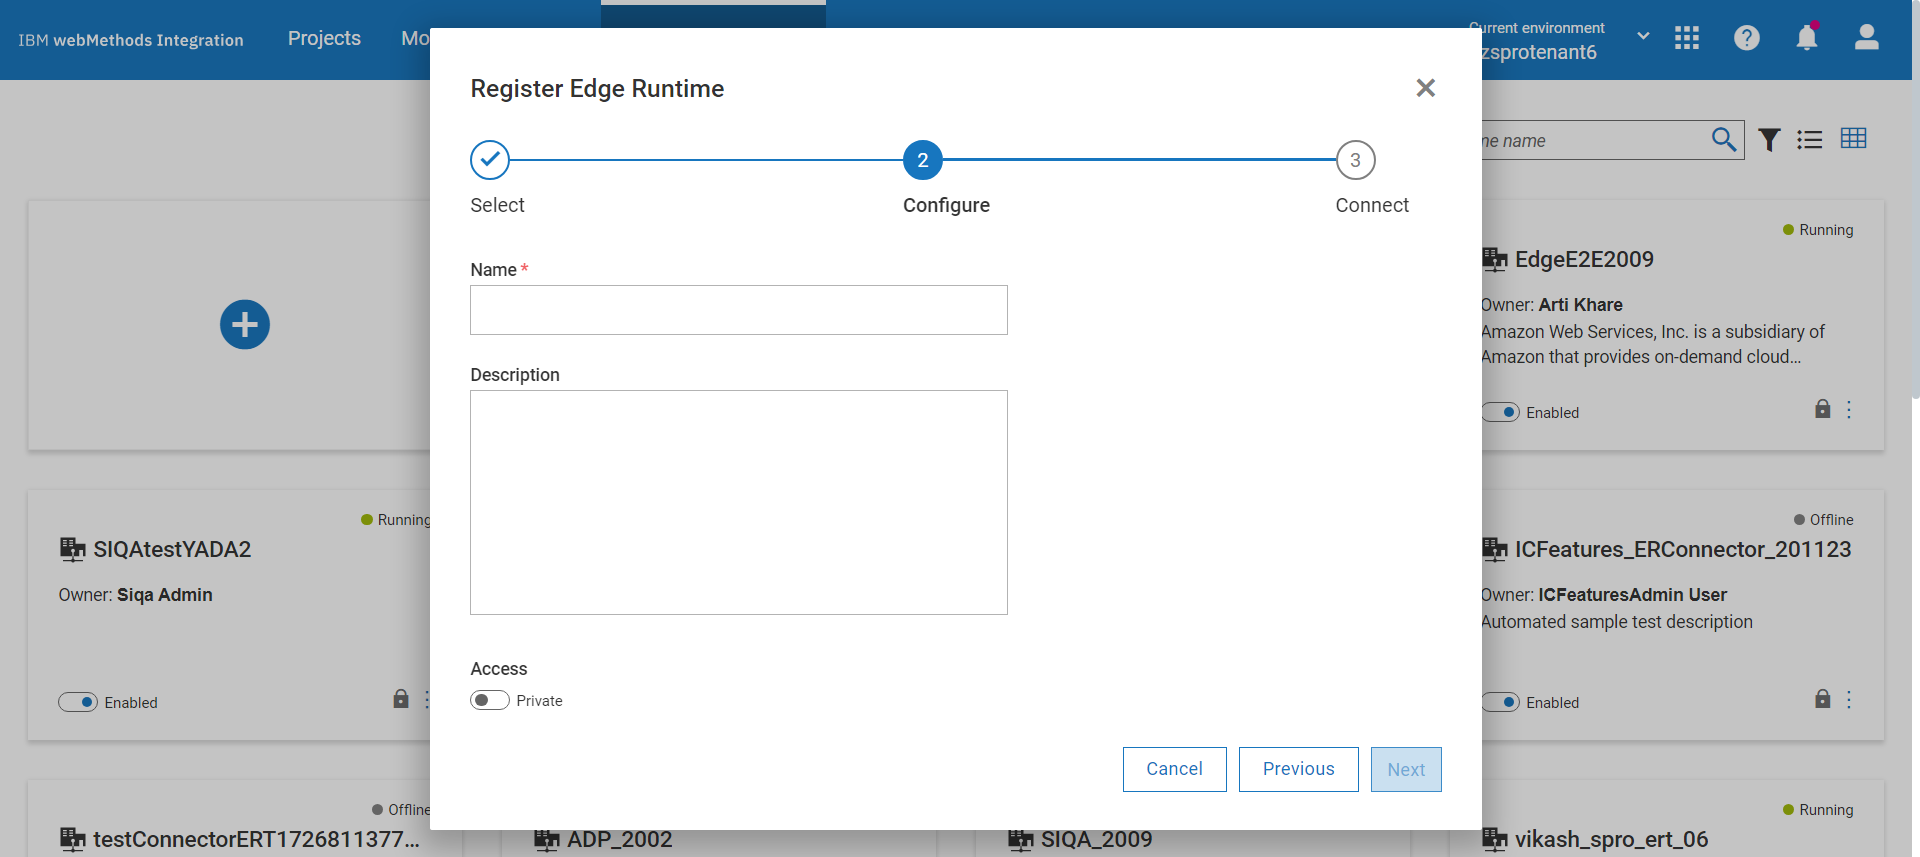 IBM webMethods Integration
Projects
Current environment
zsprotenant6
Register Edge Runtime
2
3
Select
Configure
Connect
Name *
Description
Access
Private
Cancel
Previous
Next
name
Running
EdgeE2E2009
Owner: Arti Khare
Amazon Web Services, Inc. is a subsidiary of
Amazon that provides on-demand cloud...
Enabled
Running
SIQAtestYADA2
Owner: Siqa Admin
Enabled
Offline
ICFeatures_ERConnector_201123
Owner: ICFeaturesAdmin User
Automated sample test description
Enabled
Offline
testConnectorERT1726811377...
ADP_2002
SIQA_2009
Running
vikash_spro_ert_06